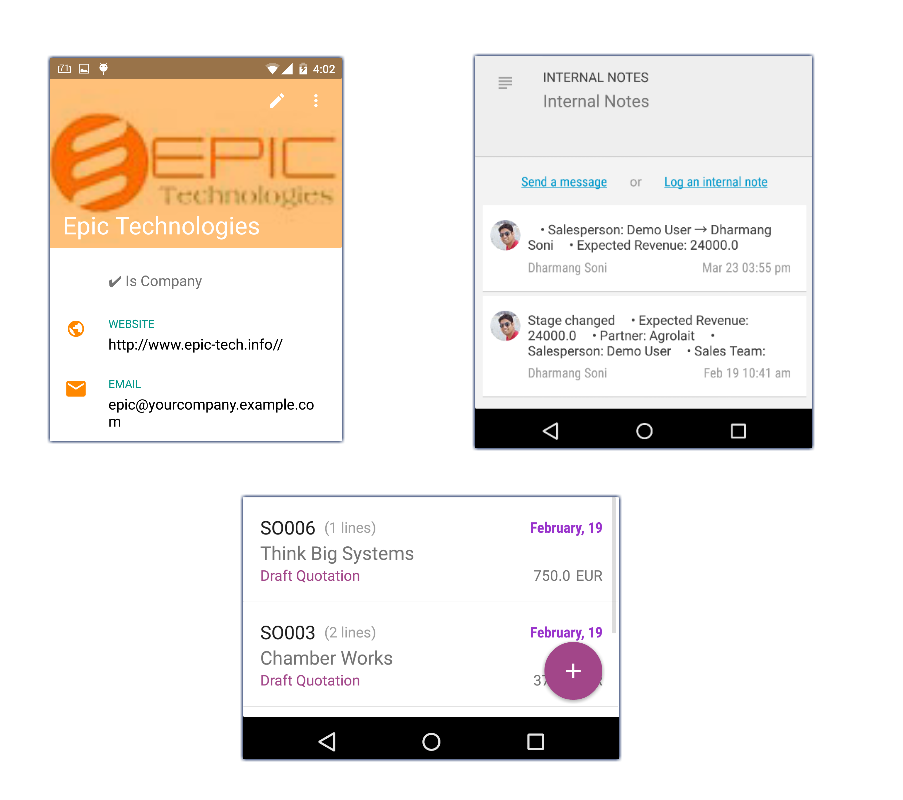 4:02
EPIC
Technologies
Epic Technologies
✔ Is Company
WEBSITE
http://www.epic-tech.info//
EMAIL
epic@yourcompany.example.co
m
INTERNAL NOTES
Internal Notes
Send a message or Log an internal note
• Salesperson: Demo User → Dharmang
Soni • Expected Revenue: 24000.0
Dharmang Soni Mar 23 03:55 pm
Stage changed • Expected Revenue:
24000.0 • Partner: Agrolait •
Salesperson: Demo User • Sales Team:
Dharmang Soni Feb 19 10:41 am
SO006 (1 lines) February, 19
Think Big Systems
Draft Quotation 750.0 EUR
SO003 (2 lines) February, 19
Chamber Works
Draft Quotation